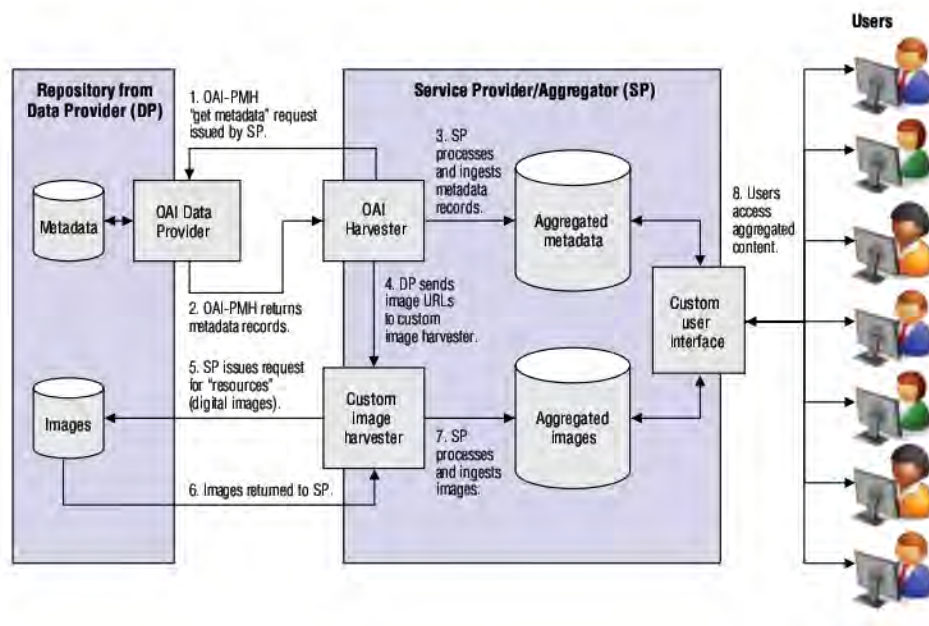 Users
Repository from
Data Provider (DP)
1. OAI-PMH
"get metadata" request
issued by SP.
Service Provider/Aggregator (SP)
3. SP
processes
and ingests
metadata
records.
Metadata
OAI Data
Provider
OAI
Harvester
Aggregated
metadata
8. Users
access
aggregated
content.
2. OAI-PMH returns
metadata records.
4. DP sends
image URLs
to custom
image harvester.
Custom
user
interface
5. SP issues request
for "resources"
(digital images).
Images
Custom
image
harvester
Aggregated
images
7. SP
processes
and ingests
images.
6. Images returned to SP.